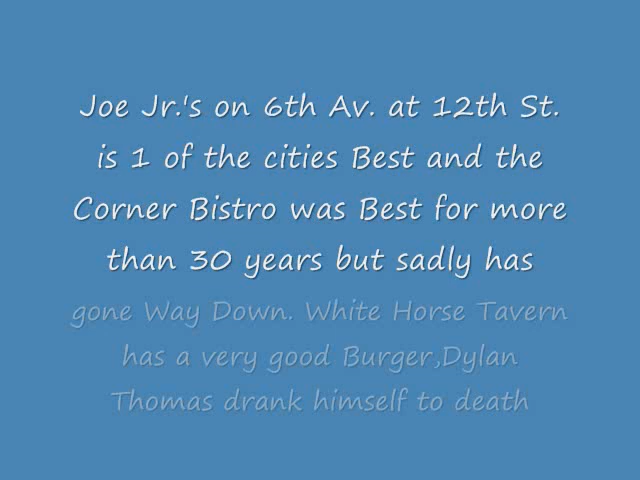 Joe Jr.'s on 6th Av. at 12th St.
is 1 of the cities Best and the
Corner Bistro was Best for more
than 30 years but sadly has
gone Way Down. White Horse Tavern
has a very good Burger,Dylan
Thomas drank himself to death